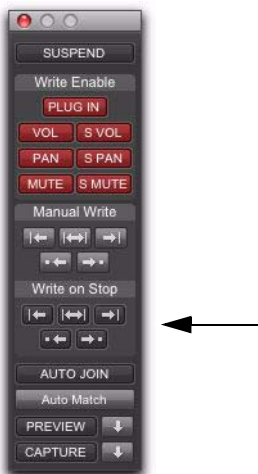 SUSPEND
Write Enable
PLUG IN
VOL S VOL
PAN S PAN
MUTE S MUTE
Manual Write
Write on Stop
AUTO JOIN
Auto Match
PREVIEW
CAPTURE